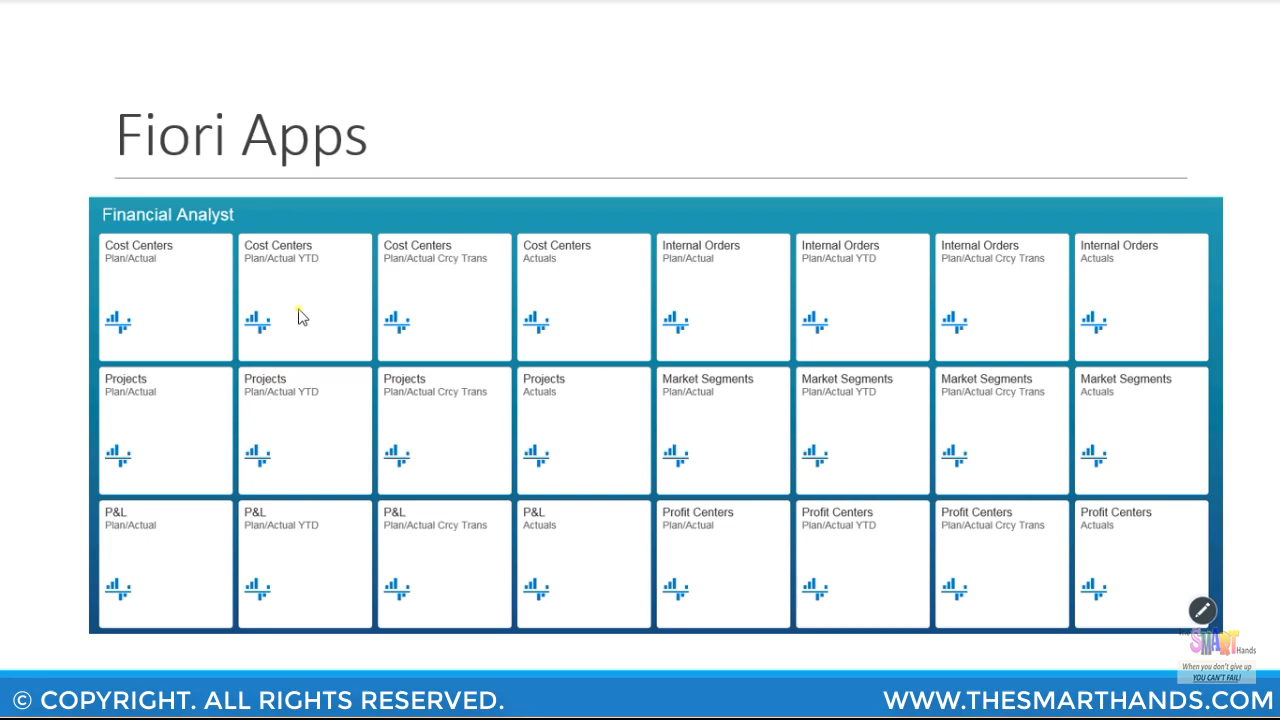 Fiori Apps
Financial Analyst
Cost Centers
Plan/Actual
Cost Centers
Plan/Actual YTD
Cost Centers
Plan/Actual Crcy Trans
Cost Centers
Actuals
Internal Orders
Plan/Actual
Internal Orders
Plan/Actual YTD
Internal Orders
Plan/Actual Crcy Trans
Internal Orders
Actuals
Projects
Plan/Actual
Projects
Plan/Actual YTD
Projects
Plan/Actual Crcy Trans
Projects
Actuals
Market Segments
Plan/Actual
Market Segments
Plan/Actual YTD
Market Segments
Plan/Actual Crcy Trans
Market Segments
Actuals
P&L
Plan/Actual
P&L
Plan/Actual YTD
P&L
Plan/Actual Crcy Trans
P&L
Actuals
Profit Centers
Plan/Actual
Profit Centers
Plan/Actual YTD
Profit Centers
Plan/Actual Crcy Trans
Profit Centers
Actuals
The SMART Hands
When you don't give up
YOU CAN'T FAIL!
© COPYRIGHT. ALL RIGHTS RESERVED.
WWW.THESMARTHANDS.COM